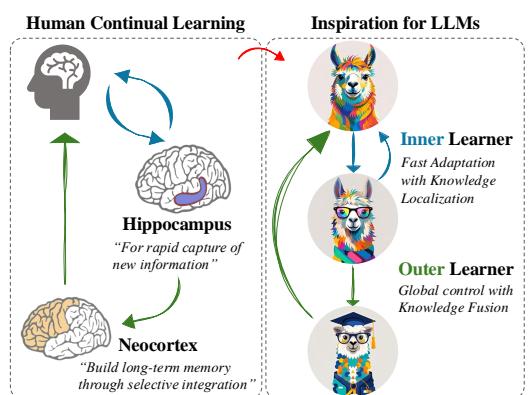 Human Continual Learning
Inspiration for LLMs
Hippocampus
“For rapid capture of
new information”
Neocortex
“Build long-term memory
through selective integration”
Inner Learner
Fast Adaptation
with Knowledge
Localization
Outer Learner
Global control with
Knowledge Fusion